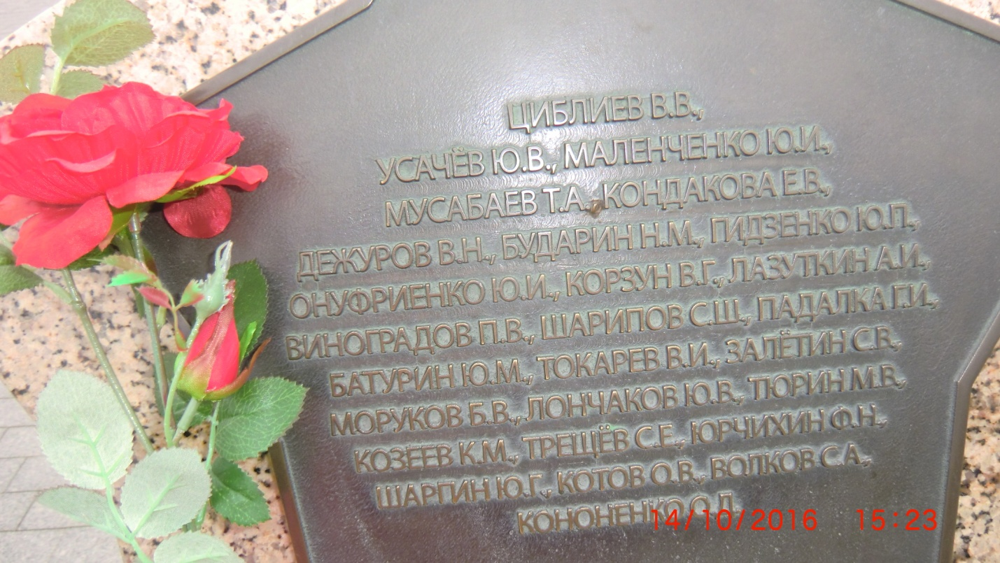 ЦИБЛИЕВ В.В.,
УСАЧЁВ Ю.В., МАЛЕНЧЕНКО Ю.И.,
МУСАБАЕВ Т.А., КОНДАКОВА Е.В.,
ДЕЖУРОВ В.Н., БУДАРИН Н.М., ГИДЗЕНКО Ю.П.,
ОНУФРИЕНКО Ю.И., КОРЗУН В.Г., ЛАЗУТКИН А.И.,
ВИНОГРАДОВ П.В., ШАРИПОВ С.Ш., ПАДАЛКА Г.И.,
БАТУРИН Ю.М., ТОКАРЕВ В.И., ЗАЛЁТИН С.В.,
МОРУКОВ Б.В., ЛОНЧАКОВ Ю.В., ТЮРИН М.В.,
КОЗЕЕВ К.М., ТРЕЩЁВ С.Е., ЮРЧИХИН Ф.Н.,
ШАРГИН Ю.Г., КОТОВ О.В., ВОЛКОВ С.А.,
КОНОНЕНКО О.Д.
14/10/2016 15:23